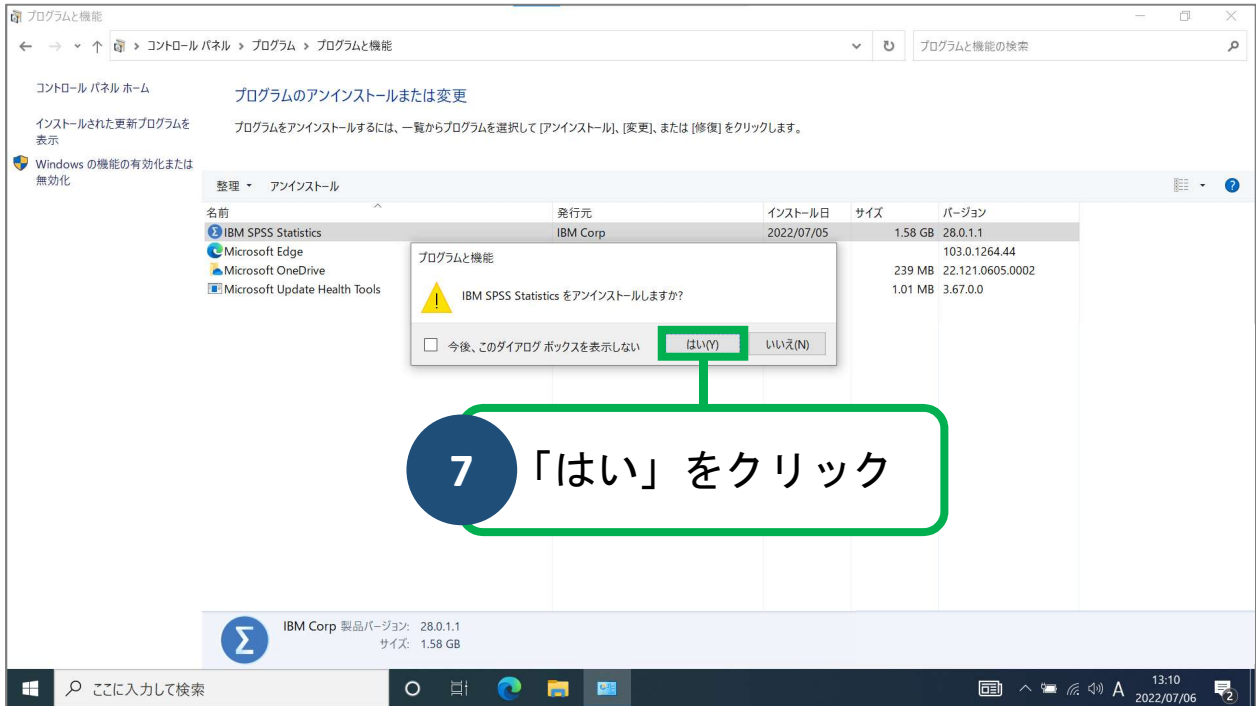 プログラムと機能
コントロール パネル > プログラム > プログラムと機能
プログラムと機能の検索
コントロール パネル ホーム
インストールされた更新プログラムを
表示
Windows の機能の有効化または
無効化
プログラムのアンインストールまたは変更
プログラムをアンインストールするには、一覧からプログラムを選択して [アンインストール]、[変更]、または [修復] をクリックします。
整理 アンインストール
名前 発行元 インストール日 サイズ バージョン
IBM SPSS Statistics IBM Corp 2022/07/05 1.58 GB 28.0.1.1
Microsoft Edge 103.0.1264.44
Microsoft OneDrive 239 MB 22.121.0605.0002
Microsoft Update Health Tools 1.01 MB 3.67.0.0
プログラムと機能
IBM SPSS Statistics をアンインストールしますか?
今後、このダイアログ ボックスを表示しない はい(Y) いいえ(N)
7 「はい」をクリック
IBM Corp 製品バージョン: 28.0.1.1
サイズ: 1.58 GB
ここに入力して検索
A 13:10
2022/07/06 2